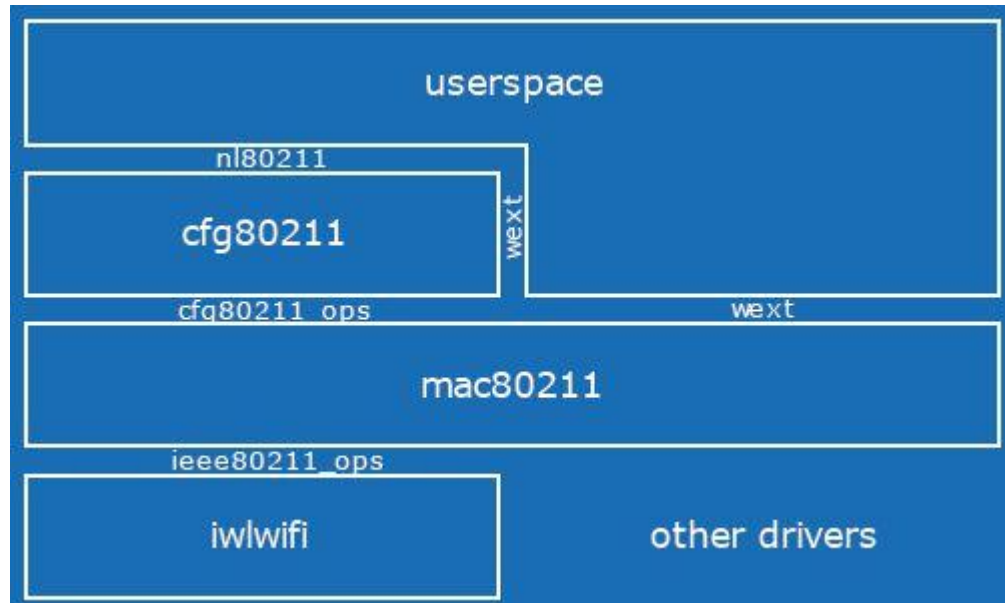 userspace
nl80211
cfg80211
wext
cfg80211_ops
wext
mac80211
ieee80211_ops
iwlwifi
other drivers